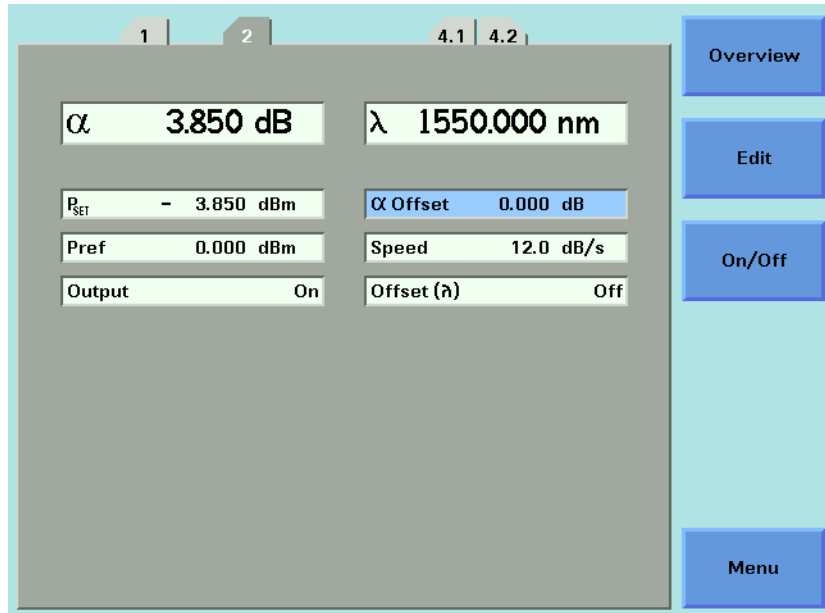 1 2 4.1 4.2
Overview
α 3.850 dB
λ 1550.000 nm
Edit
PSET - 3.850 dBm
α Offset 0.000 dB
Pref 0.000 dBm
Speed 12.0 dB/s
On/Off
Output On
Offset (λ) Off
Menu